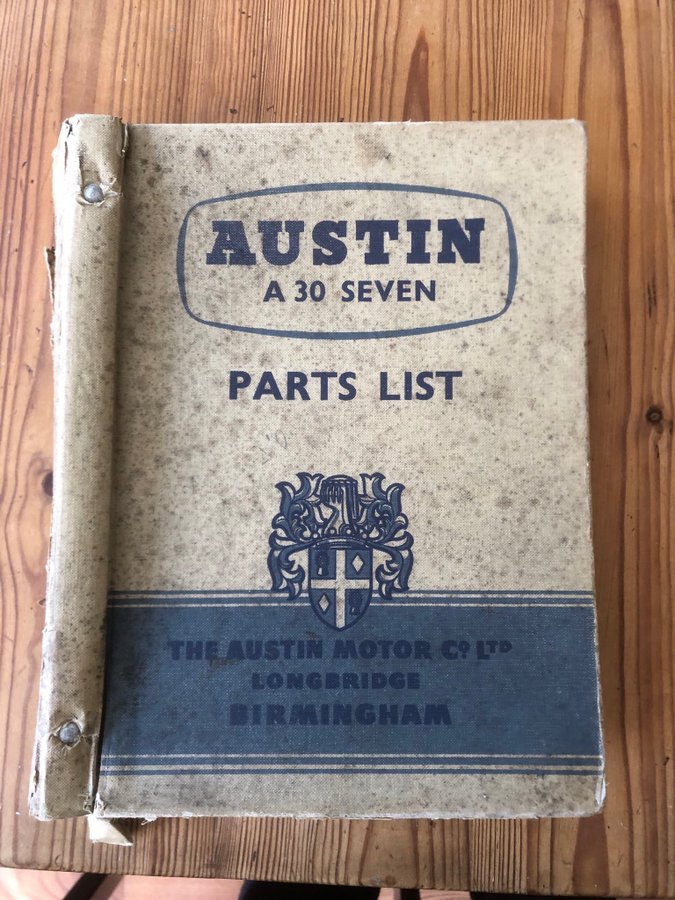 AUSTIN
A 30 SEVEN
PARTS LIST
THE AUSTIN MOTOR Cº LTD
LONGBRIDGE
BIRMINGHAM